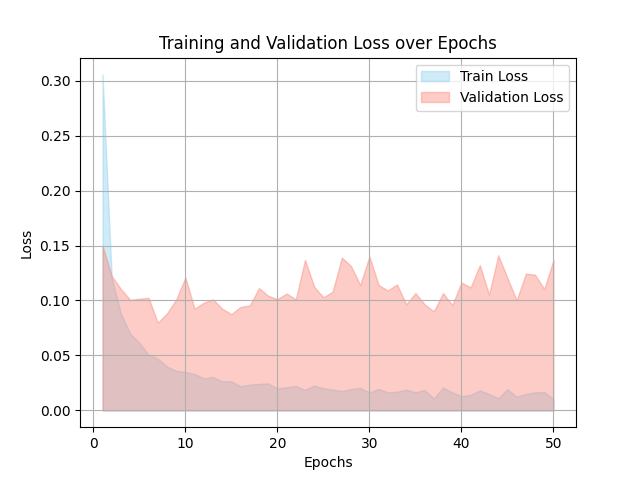 Training and Validation Loss over Epochs
Train Loss
Validation Loss
Loss
0.30
0.25
0.20
0.15
0.10
0.05
0.00
0 10 20 30 40 50
Epochs